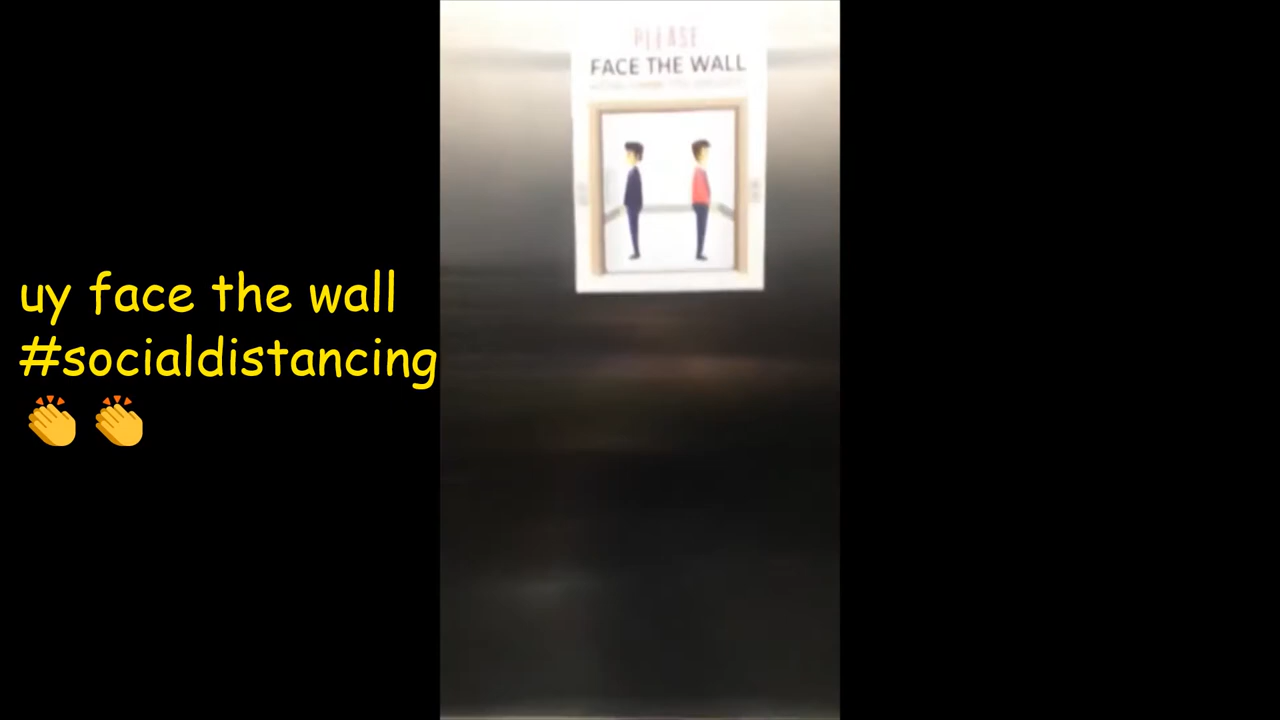 PLEASE
FACE THE WALL
uy face the wall
#socialdistancing
👏 👏